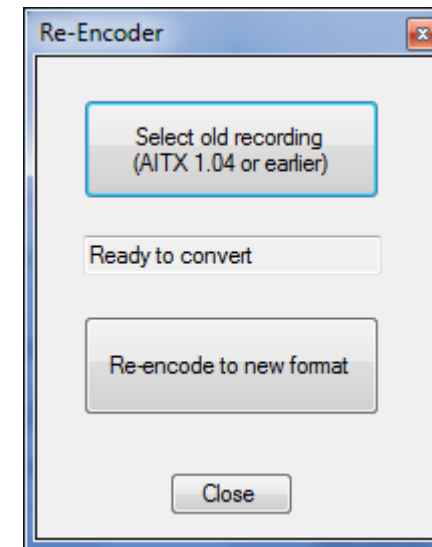 Re-Encoder
Select old recording
(AITX 1.04 or earlier)
Ready to convert
Re-encode to new format
Close